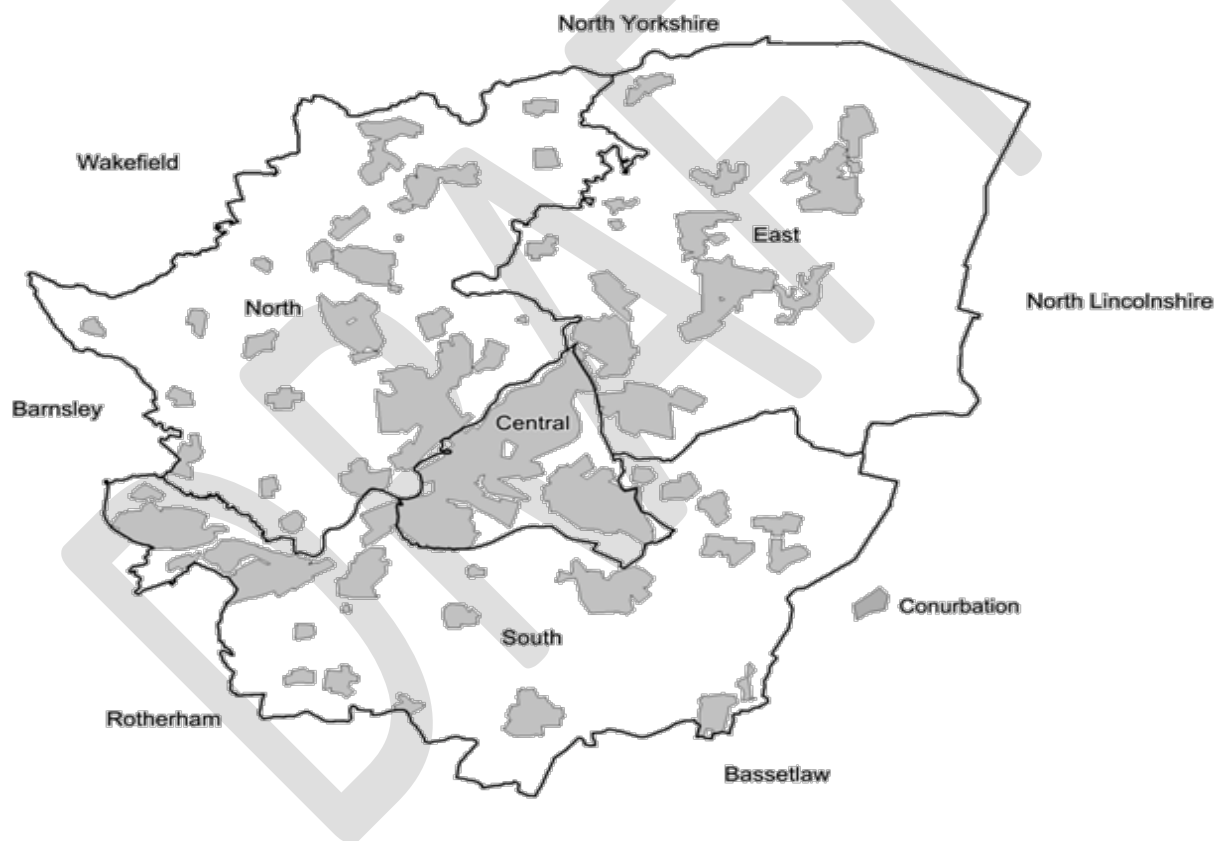 North Yorkshire
Wakefield
East
North
North Lincolnshire
Barnsley
Central
Conurbation
South
Rotherham
Bassetlaw
DRAFT